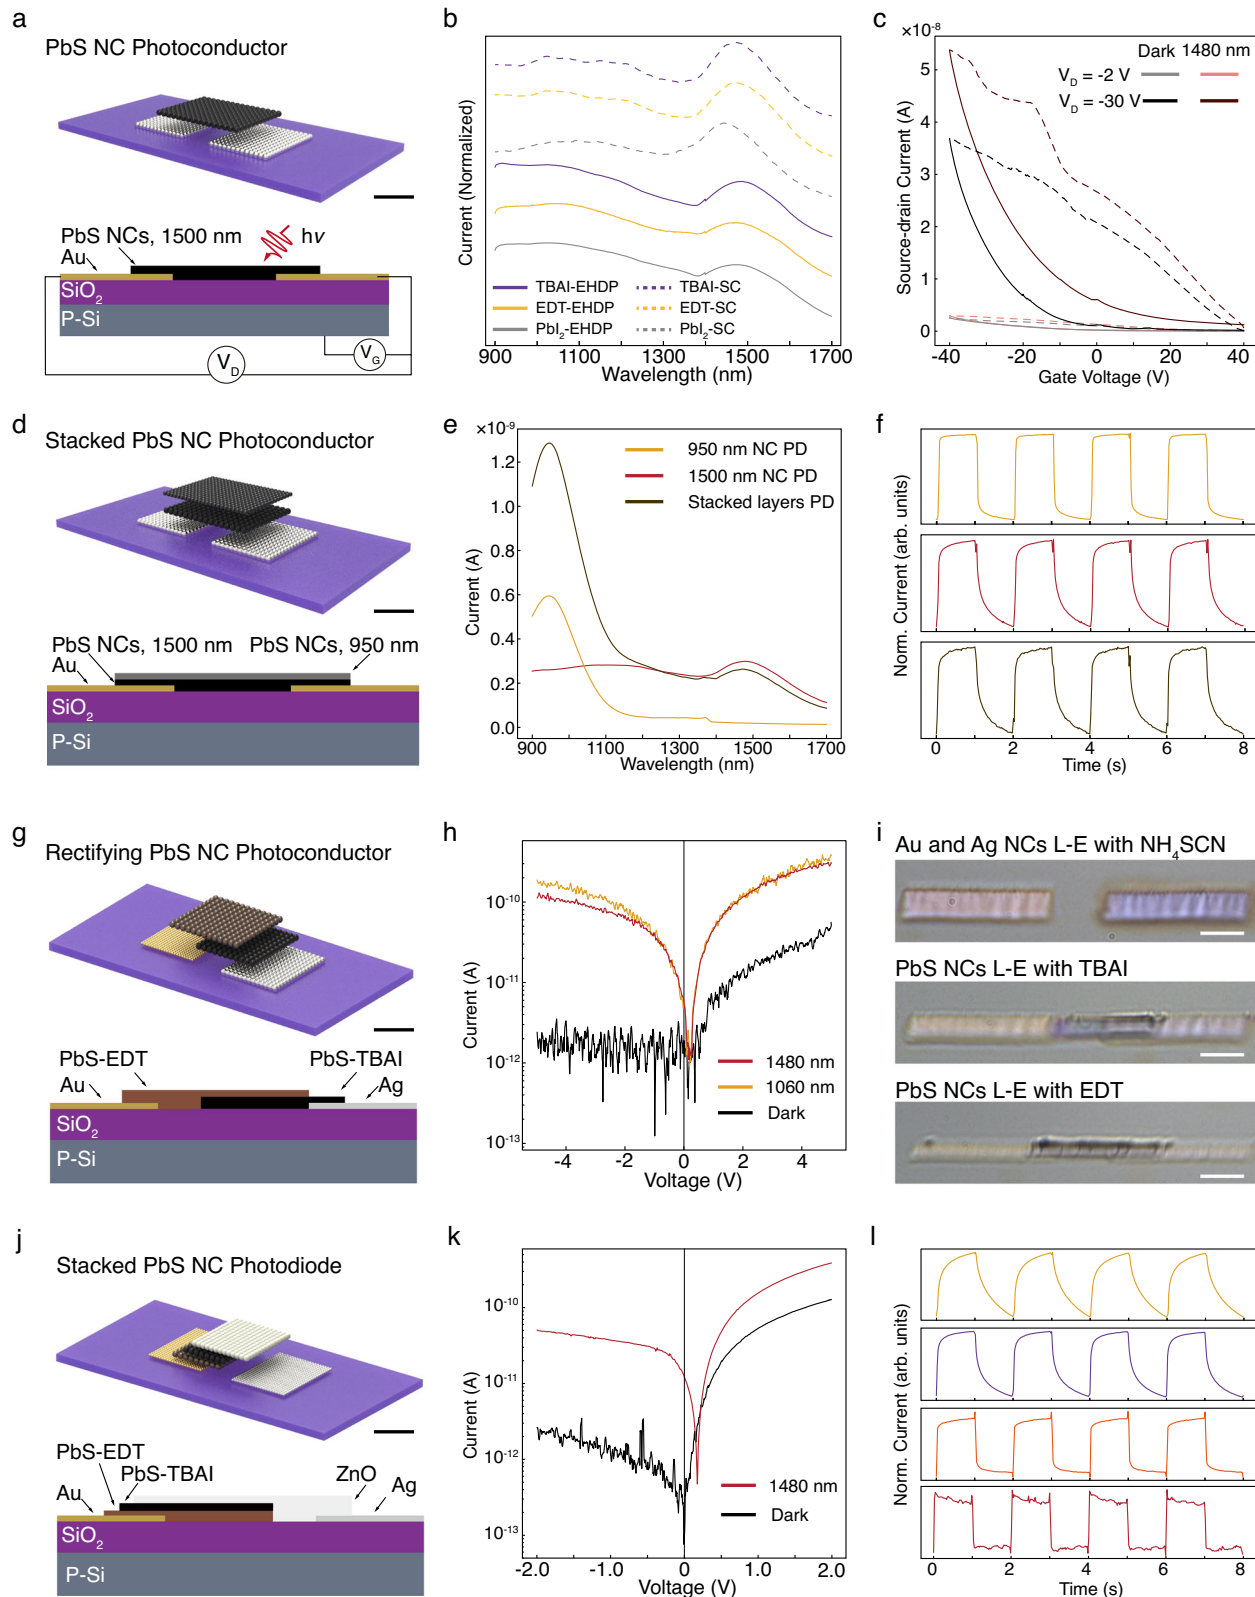 a
PbS NC Photoconductor
PbS NCs, 1500 nm
hv
Au
SiO2
P-Si
VG
VD
b
Current (Normalized)
TBAI-EHDP
TBAI-SC
EDT-EHDP
EDT-SC
PbI2-EHDP
PbI2-SC
900 1100 1300 1500 1700
Wavelength (nm)
c
×10-8
Dark 1480 nm
VD = -2 V
VD = -30 V
Source-drain Current (A)
5
4
3
2
1
0
-40 -20 0 20 40
Gate Voltage (V)
d
Stacked PbS NC Photoconductor
PbS NCs, 1500 nm PbS NCs, 950 nm
Au
SiO2
P-Si
e
×10-9
950 nm NC PD
1500 nm NC PD
Stacked layers PD
Current (A)
1.2
1.0
0.8
0.6
0.4
0.2
0.0
900 1100 1300 1500 1700
Wavelength (nm)
f
Norm. Current (arb. units)
0 2 4 6 8
Time (s)
g
Rectifying PbS NC Photoconductor
PbS-EDT PbS-TBAI
Au Ag
SiO2
P-Si
h
Current (A)
10-10
10-11
10-12
10-13
1480 nm
1060 nm
Dark
-4 -2 0 2 4
Voltage (V)
i
Au and Ag NCs L-E with NH4SCN
PbS NCs L-E with TBAI
PbS NCs L-E with EDT
j
Stacked PbS NC Photodiode
PbS-EDT
PbS-TBAI ZnO
Au Ag
SiO2
P-Si
k
Current (A)
10-10
10-11
10-12
10-13
1480 nm
Dark
-2.0 -1.0 0 1.0 2.0
Voltage (V)
l
Norm. Current (arb. units)
0 2 4 6 8
Time (s)